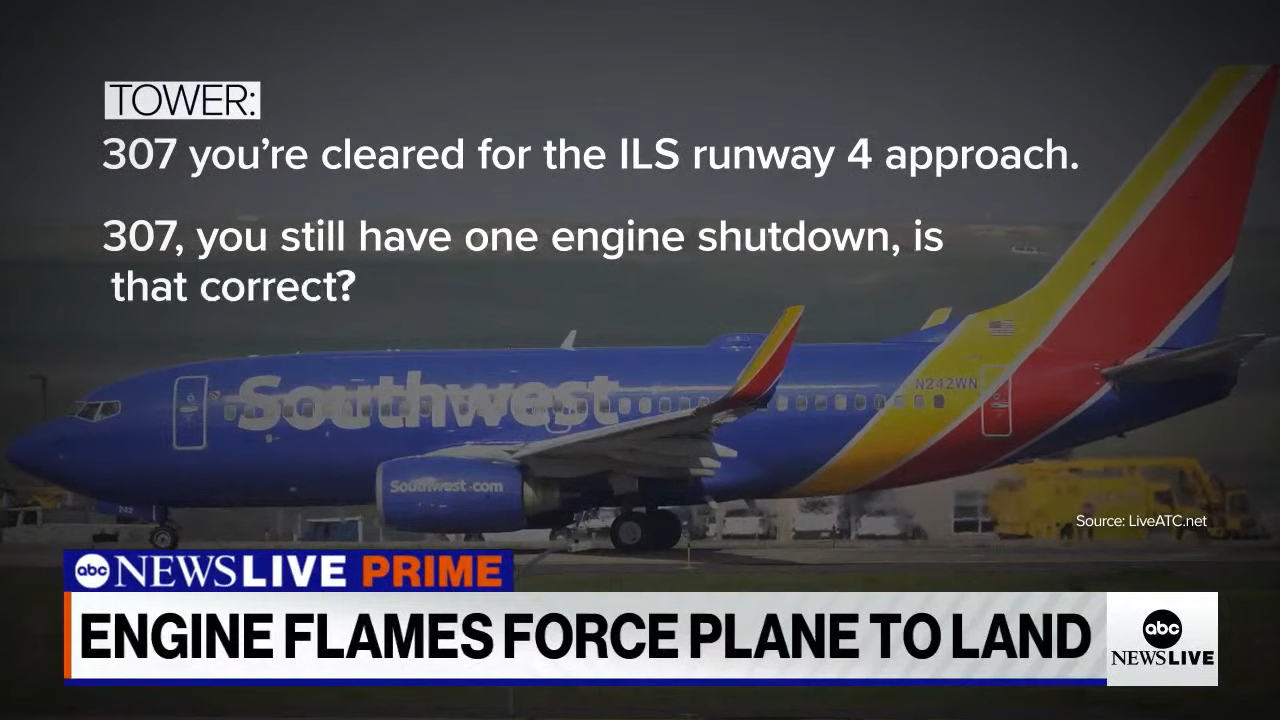 TOWER:
307 you’re cleared for the ILS runway 4 approach.
307, you still have one engine shutdown, is
that correct?
Southwest
N242WN
Southwest.com
242
Source: LiveATC.net
abc NEWS LIVE PRIME
ENGINE FLAMES FORCE PLANE TO LAND
abc
NEWS LIVE